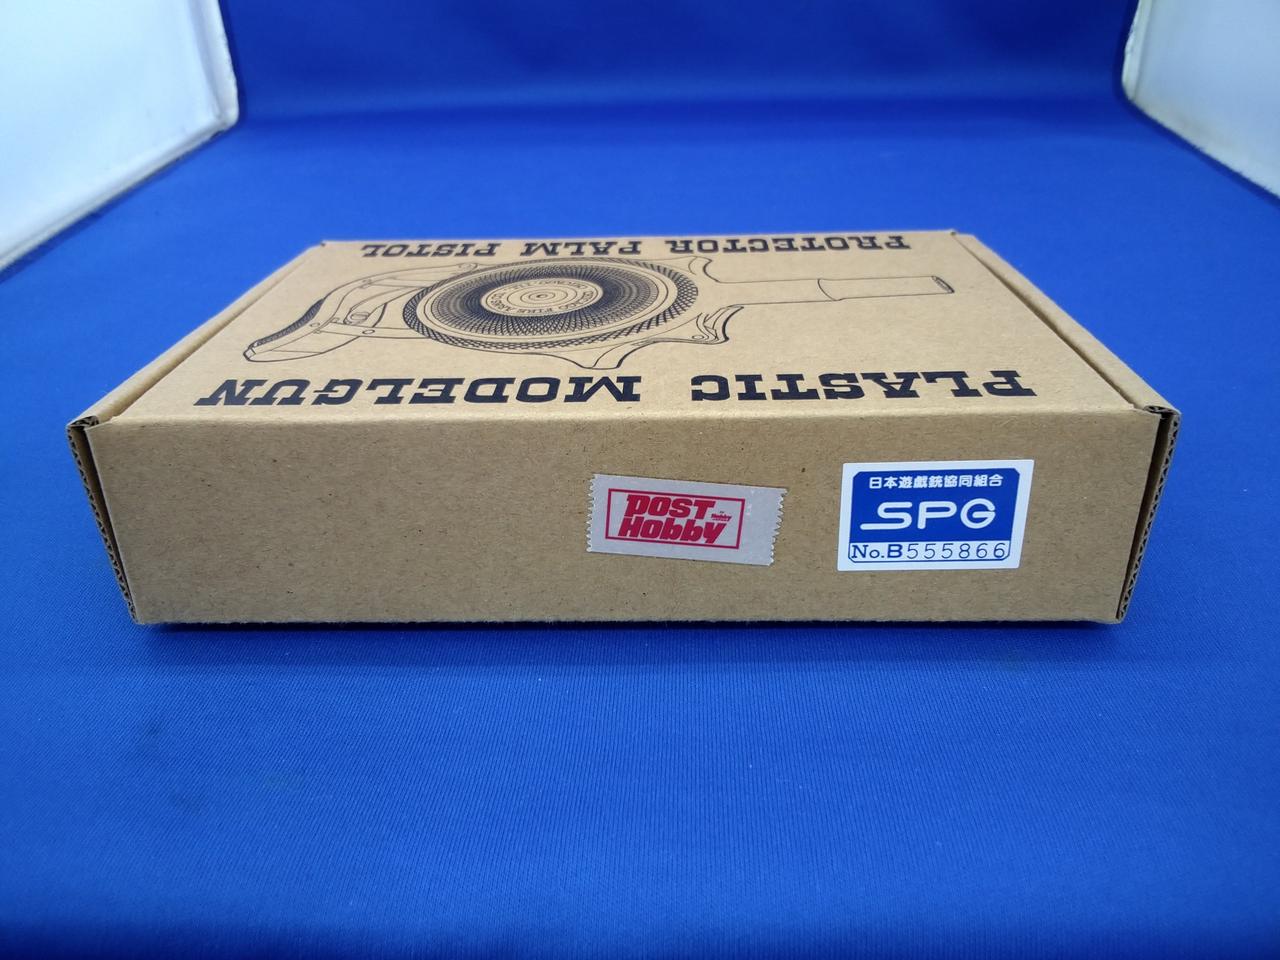 PROTECTOR PALM PISTOL
PLASTIC MODELGUN
POST
Hobby
日本遊戯銃協同組合
SPG
No.B555866